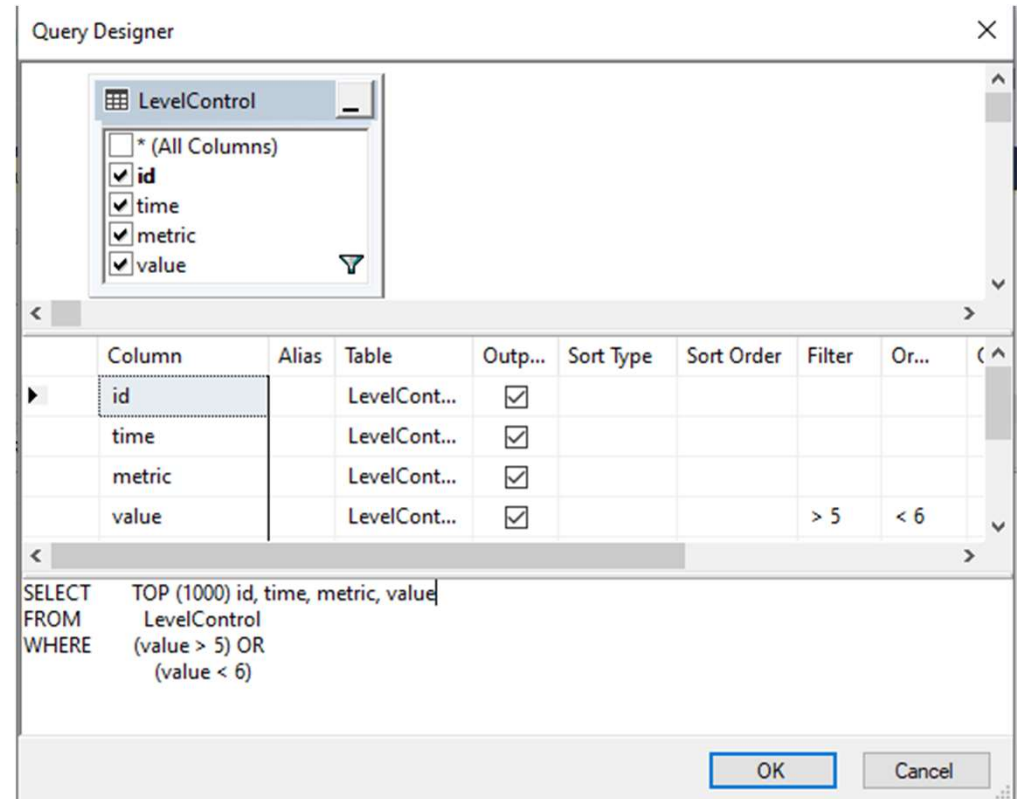 Query Designer
LevelControl
* (All Columns)
id
time
metric
value
Column Alias Table Outp... Sort Type Sort Order Filter Or... (
id LevelCont...
time LevelCont...
metric LevelCont...
value LevelCont... > 5 < 6
SELECT TOP (1000) id, time, metric, value
FROM LevelControl
WHERE (value > 5) OR
(value < 6)
OK Cancel